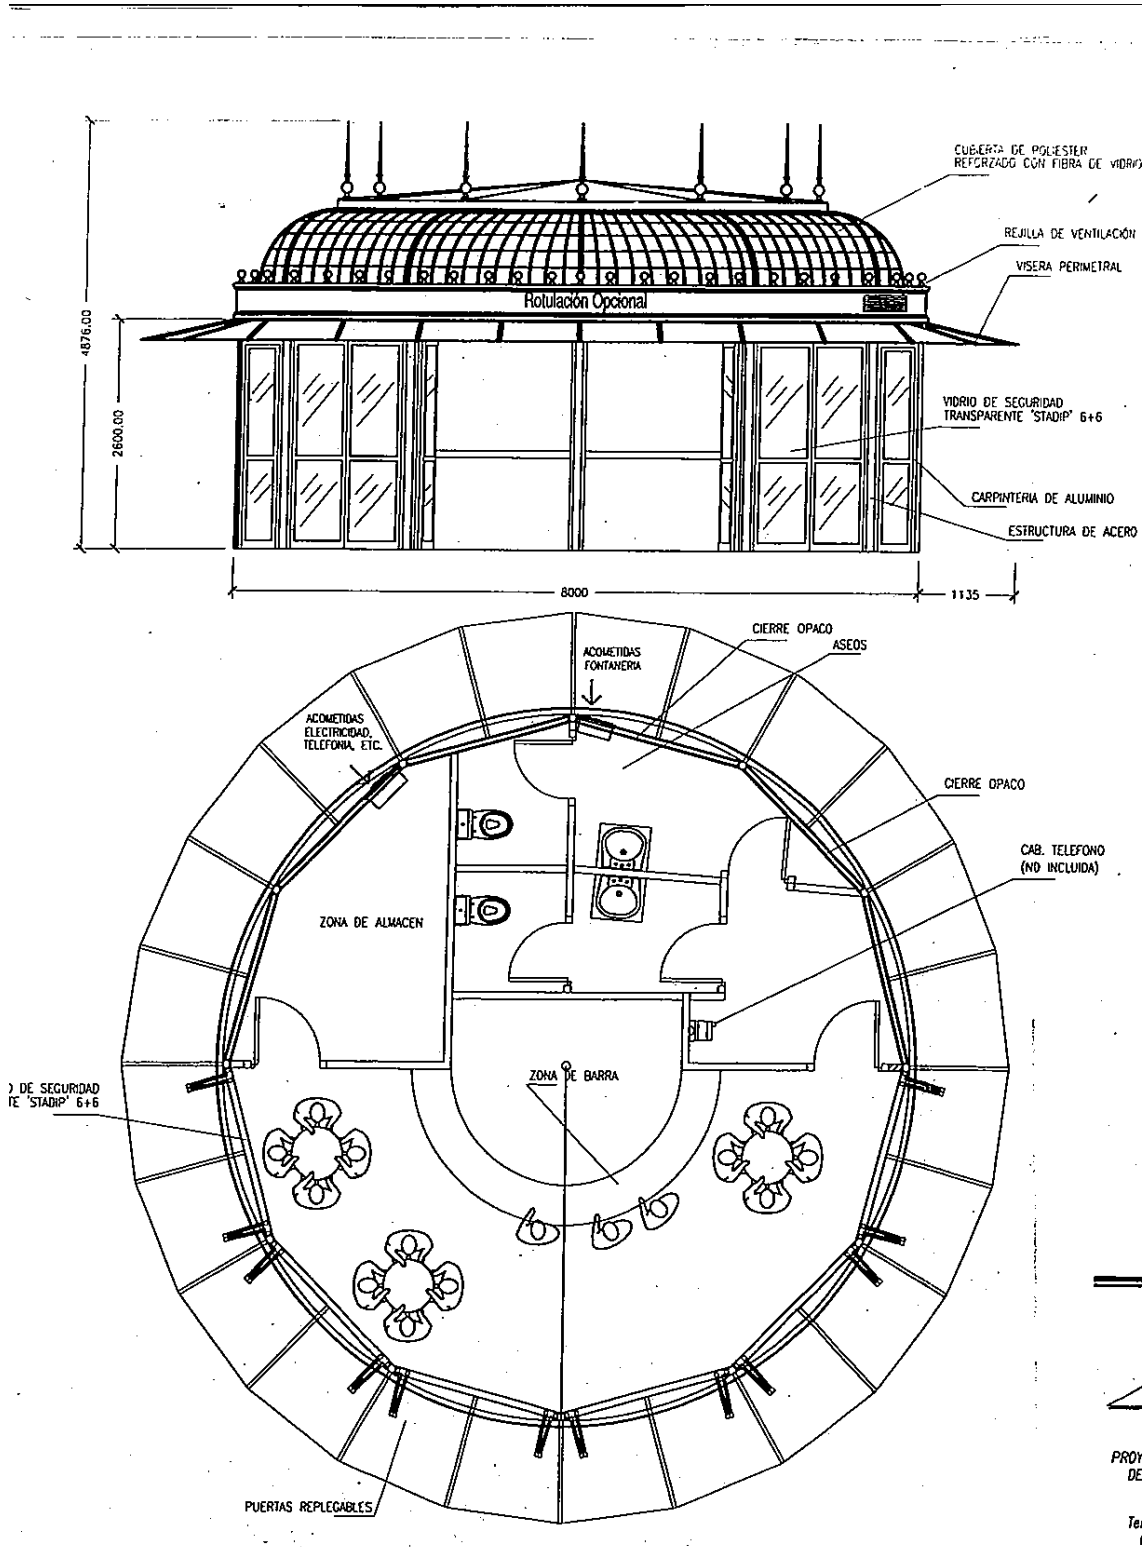 CUBIERTA DE POLIESTER
REFORZADO CON FIBRA DE VIDRIO
REJILLA DE VENTILACIÓN
VISERA PERIMETRAL
Rotulación Opcional
4876.00
2600.00
VIDRIO DE SEGURIDAD
TRANSPARENTE "STADIP" 6+6
CARPINTERIA DE ALUMINIO
ESTRUCTURA DE ACERO
8000
1135
CIERRE OPACO
ASEOS
ACOMETIDAS
FONTANERIA
ACOMETIDAS
ELECTRICIDAD,
TELEFONIA, ETC.
CIERRE OPACO
CAB. TELEFONO
(NO INCLUIDA)
ZONA DE ALMACEN
ZONA DE BARRA
DE SEGURIDAD
TE "STADIP" 6+6
PUERTAS REPLEGABLES
PROY
DE
Te